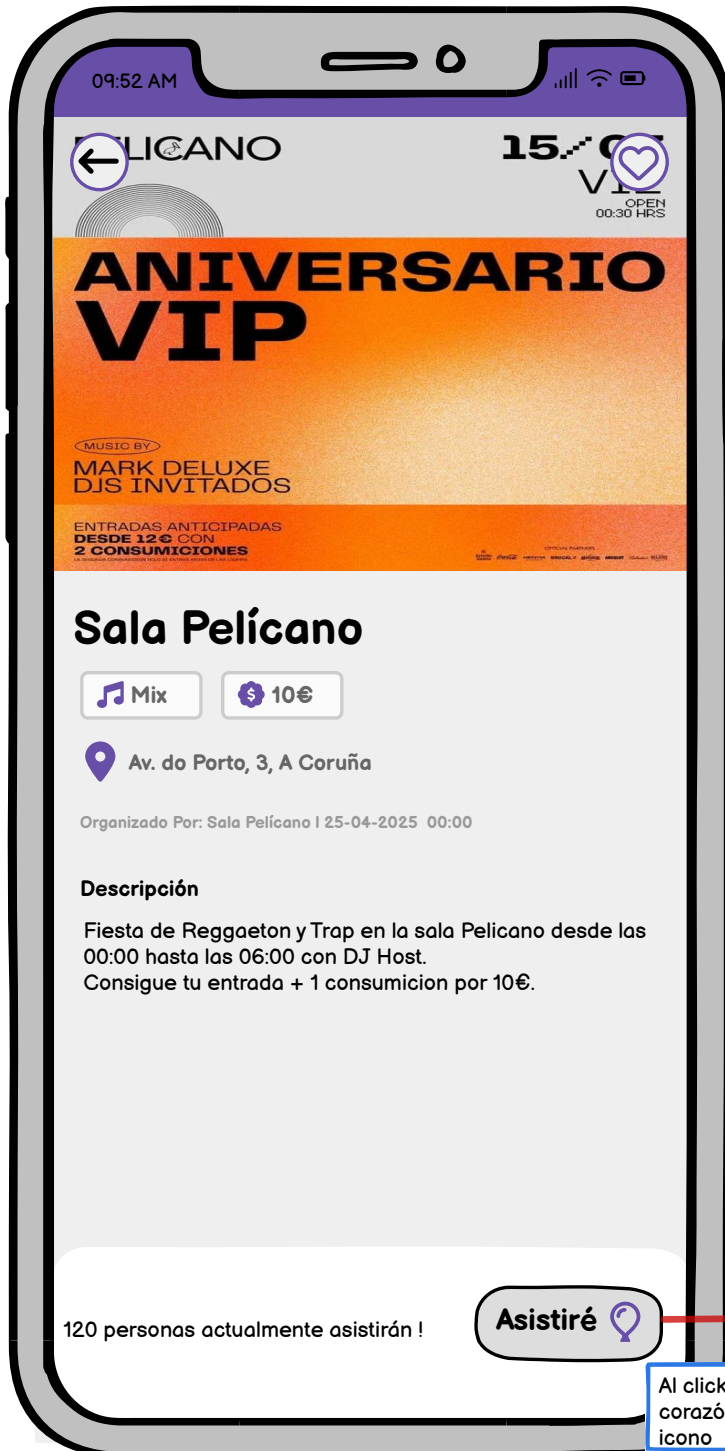 09:52 AM
LICANO
15.
OPEN
00:30 HRS
ANIVERSARIO
VIP
MUSIC BY
MARK DELUXE
DJS INVITADOS
ENTRADAS ANTICIPADAS
DESDE 12€ CON
2 CONSUMICIONES
OFFICIAL PARTNERS
Sala Pelícano
Mix
$ 10€
Av. do Porto, 3, A Coruña
Organizado Por: Sala Pelícano I 25-04-2025 00:00
Descripción
Fiesta de Reggaeton y Trap en la sala Pelicano desde las
00:00 hasta las 06:00 con DJ Host.
Consigue tu entrada + 1 consumicion por 10€.
120 personas actualmente asistirán !
Asistiré
Al click
corazó
icono